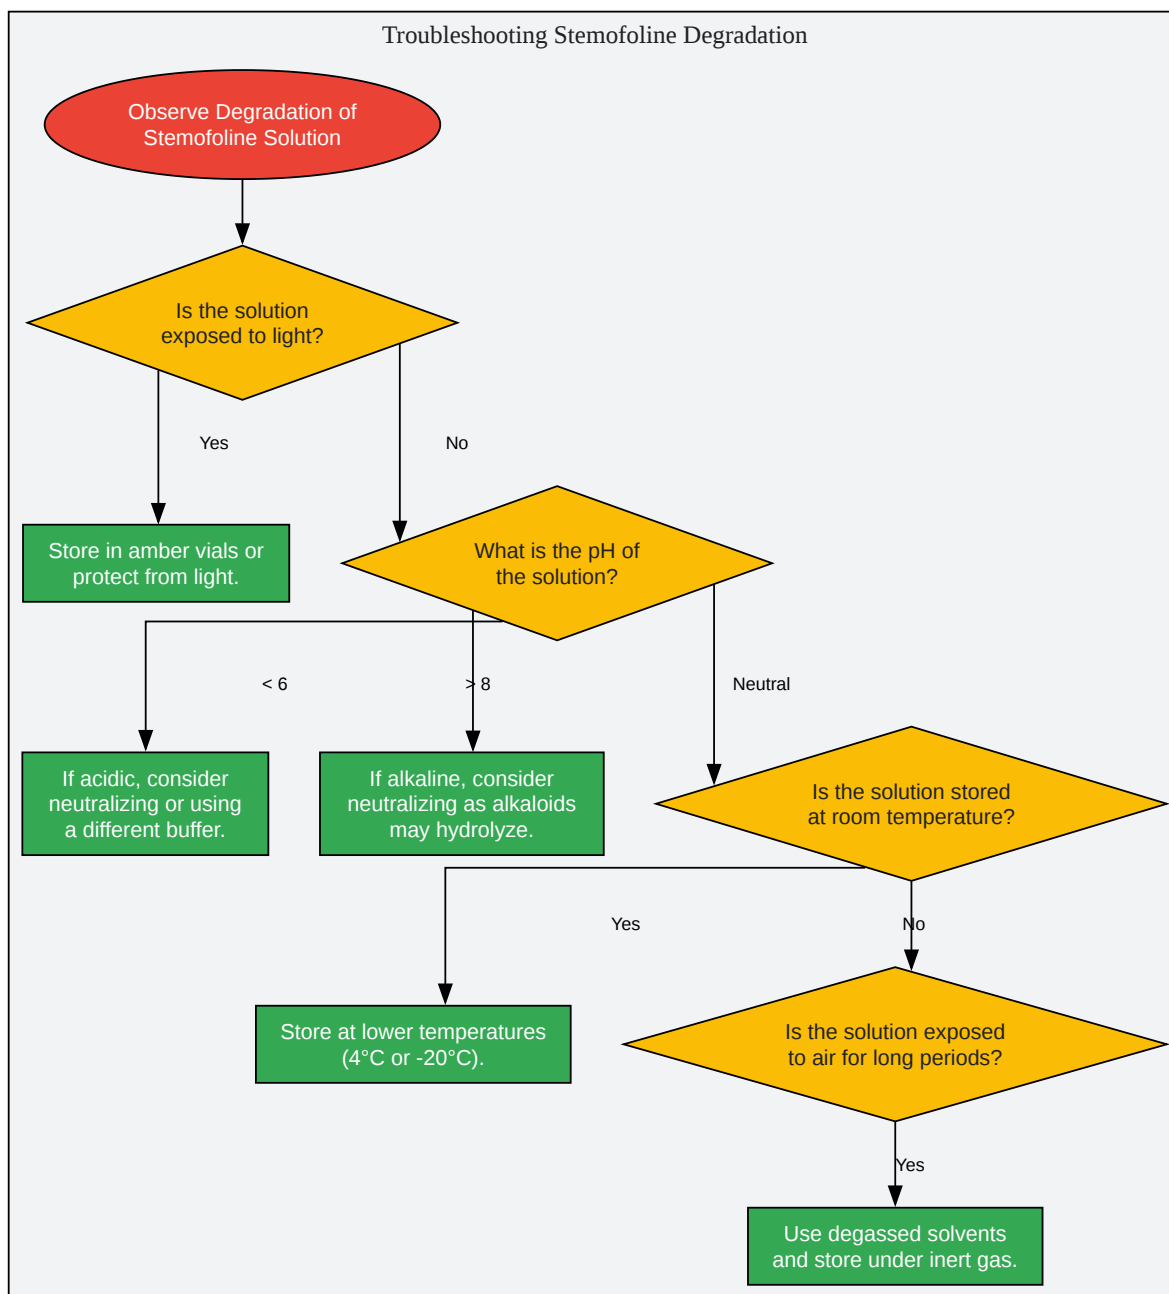 Troubleshooting Stemofoline Degradation
Observe Degradation of
Stemofoline Solution
Is the solution
exposed to light?
Yes
No
Store in amber vials or
protect from light.
What is the pH of
the solution?
< 6
> 8
Neutral
If acidic, consider
neutralizing or using
a different buffer.
If alkaline, consider
neutralizing as alkaloids
may hydrolyze.
Is the solution stored
at room temperature?
Yes
No
Store at lower temperatures
(4°C or -20°C).
Is the solution exposed
to air for long periods?
Yes
Use degassed solvents
and store under inert gas.